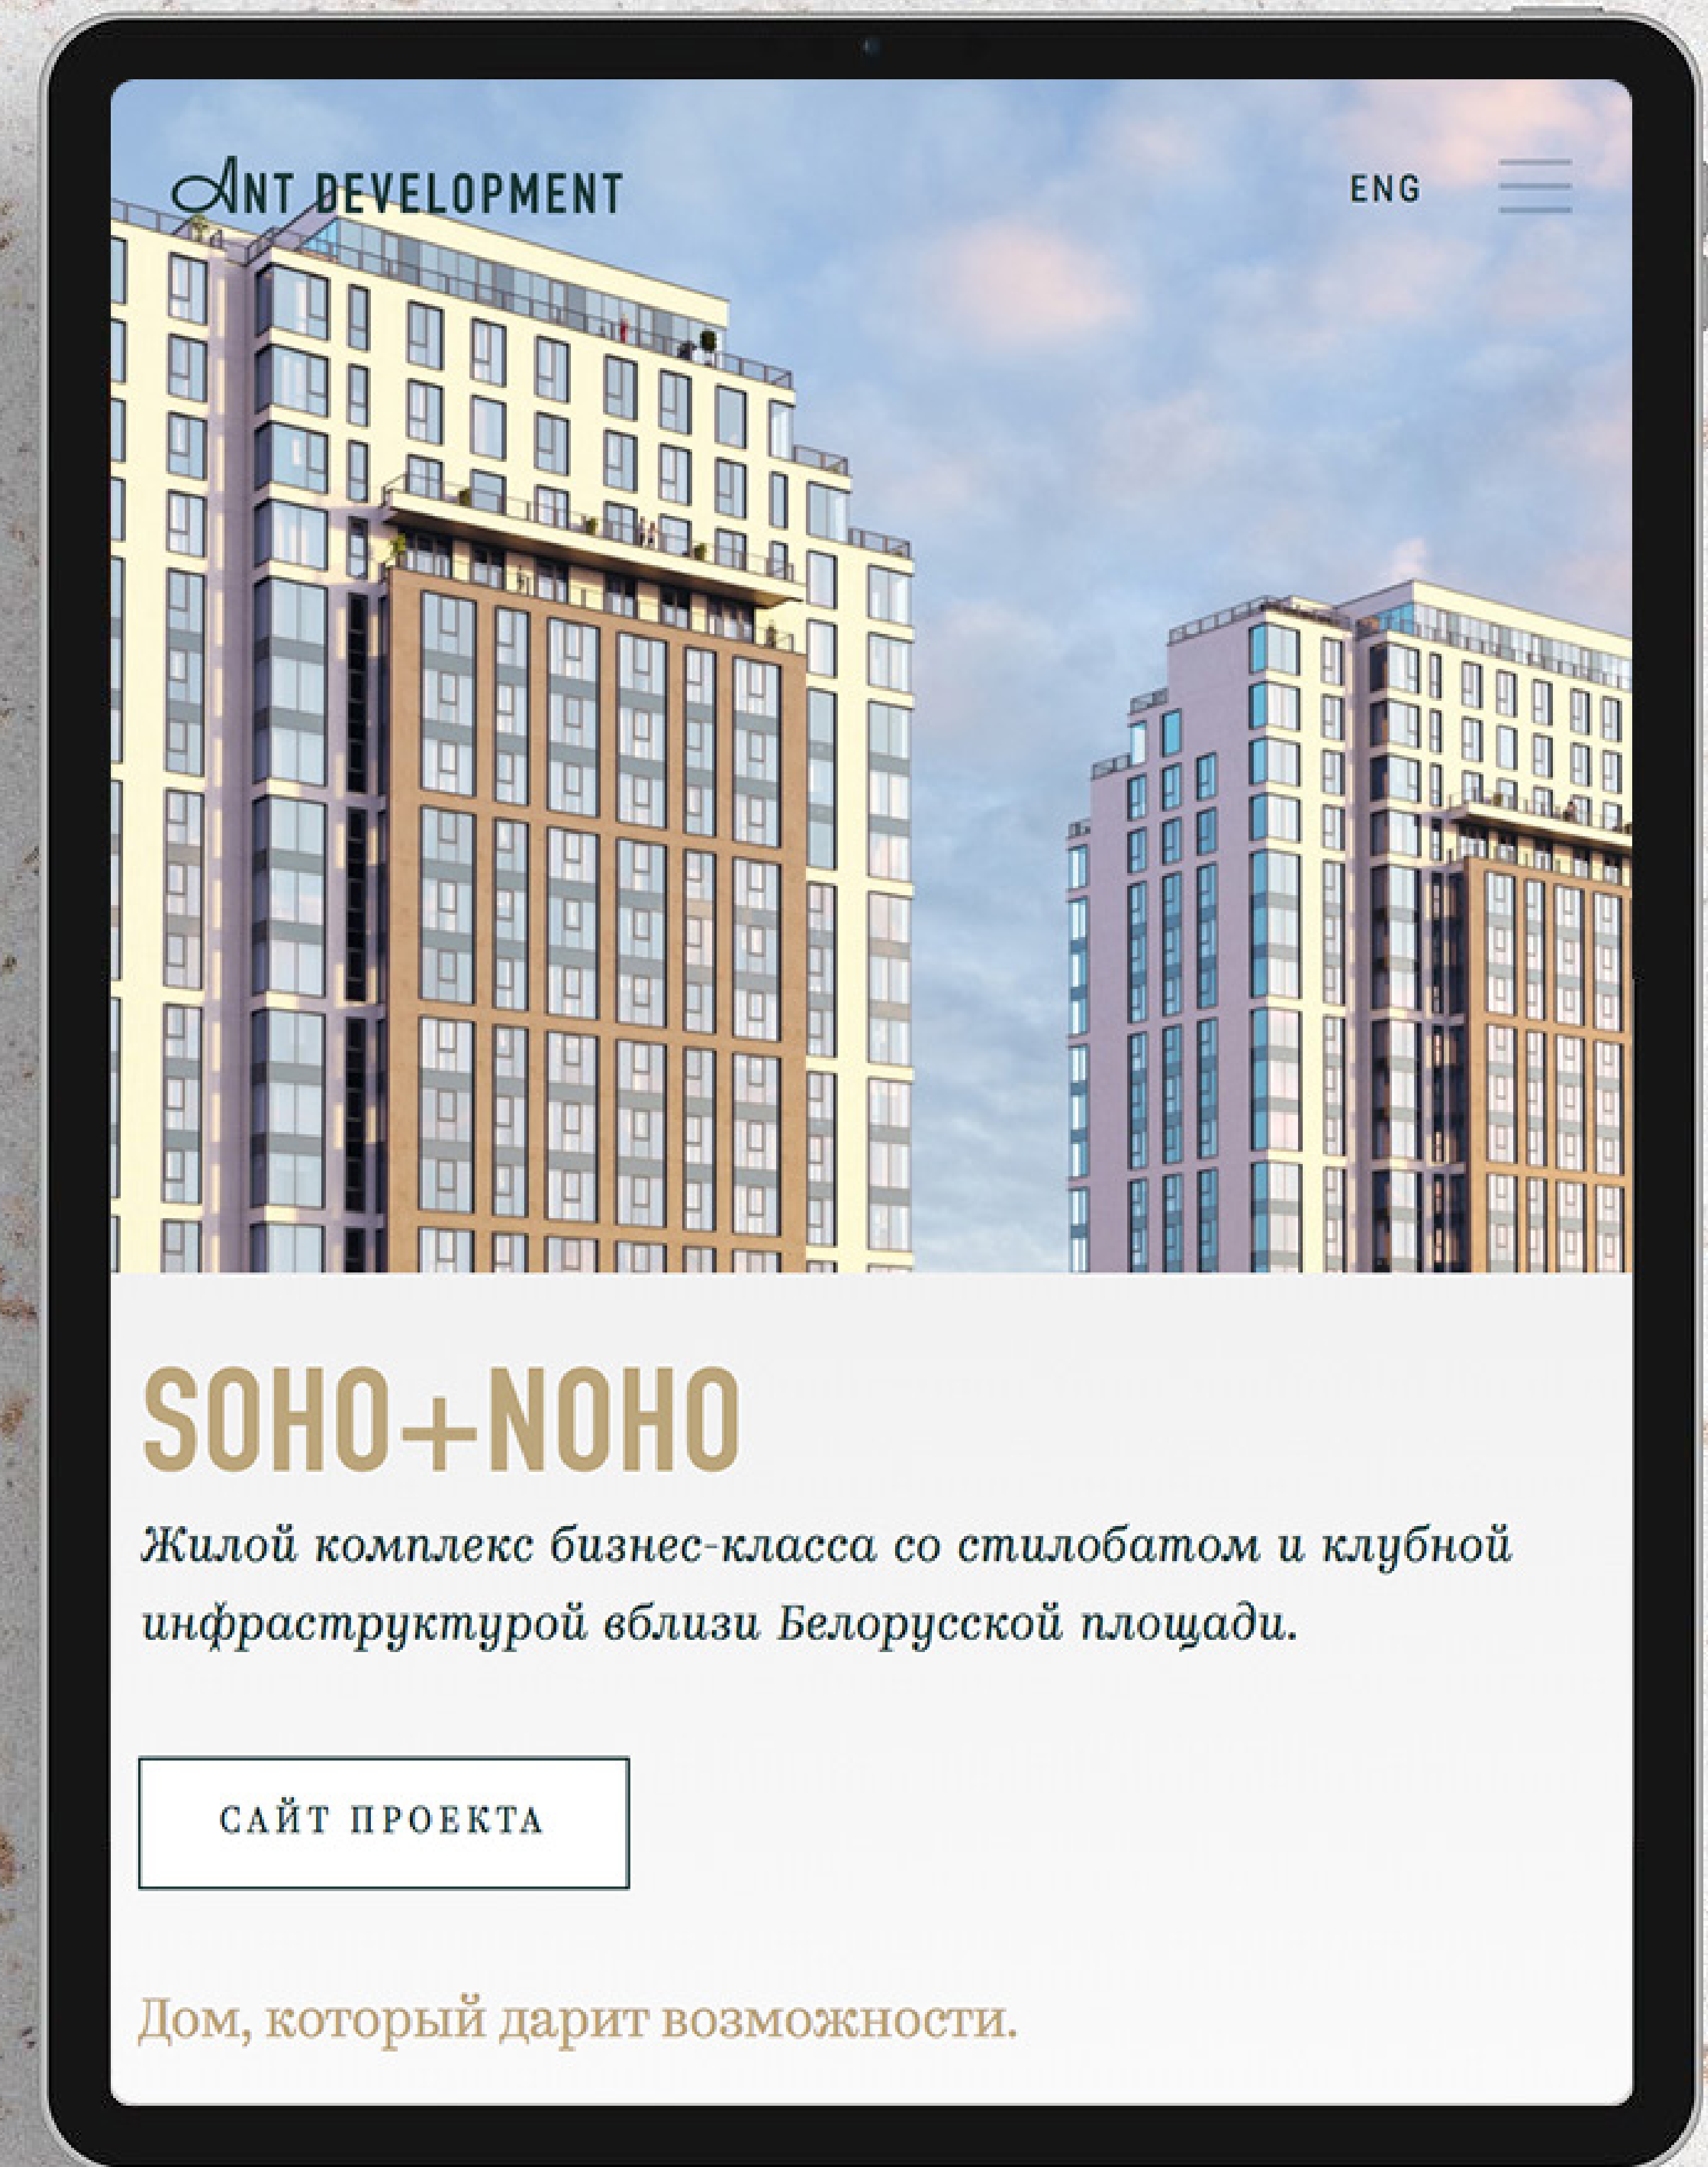 ANT DEVELOPMENT
ENG
SOHO+NOHO
Жилой комплекс бизнес-класса со стилобатом и клубной
инфраструктурой вблизи Белорусской площади.
САЙТ ПРОЕКТА
Дом, который дарит возможности.